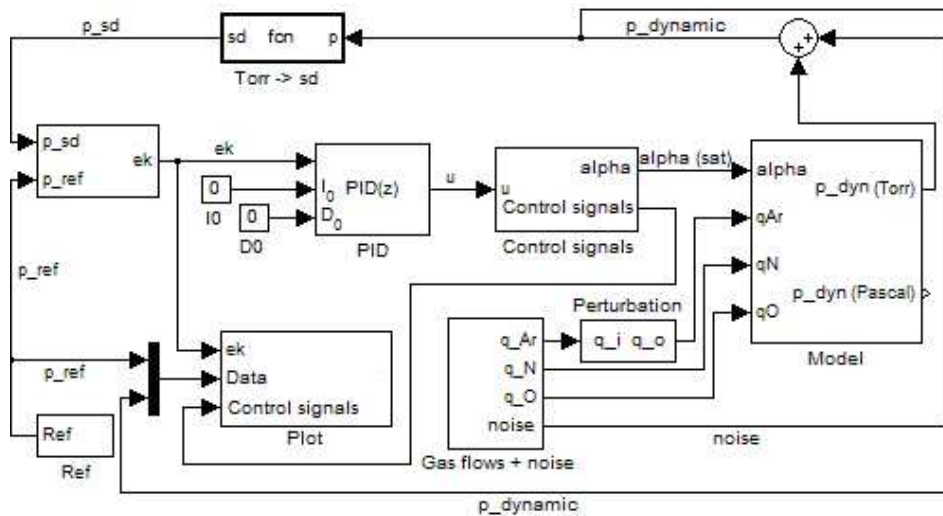 p_sd
sd fcn p
Torr -> sd
p_dynamic
+
+
p_sd
p_ref
ek
ek
0
I0
0
D0
I_0
D_0
PID(z)
PID
u
u
alpha
Control signals
Control signals
alpha (sat)
alpha
qAr
qN
qO
p_dyn (Torr)
p_dyn (Pascal)
Model
p_ref
Perturbation
q_i q_o
q_Ar
q_N
q_O
noise
Gas flows + noise
noise
p_ref
ek
Data
Control signals
Plot
Ref
Ref
p_dynamic